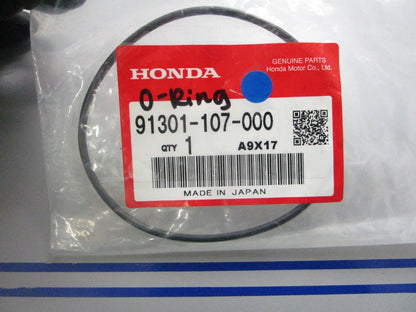 GENUINE PARTS
HONDA Honda Motor Co., Ltd.
O-Ring
91301-107-000
QTY 1 A9X17
MADE IN JAPAN